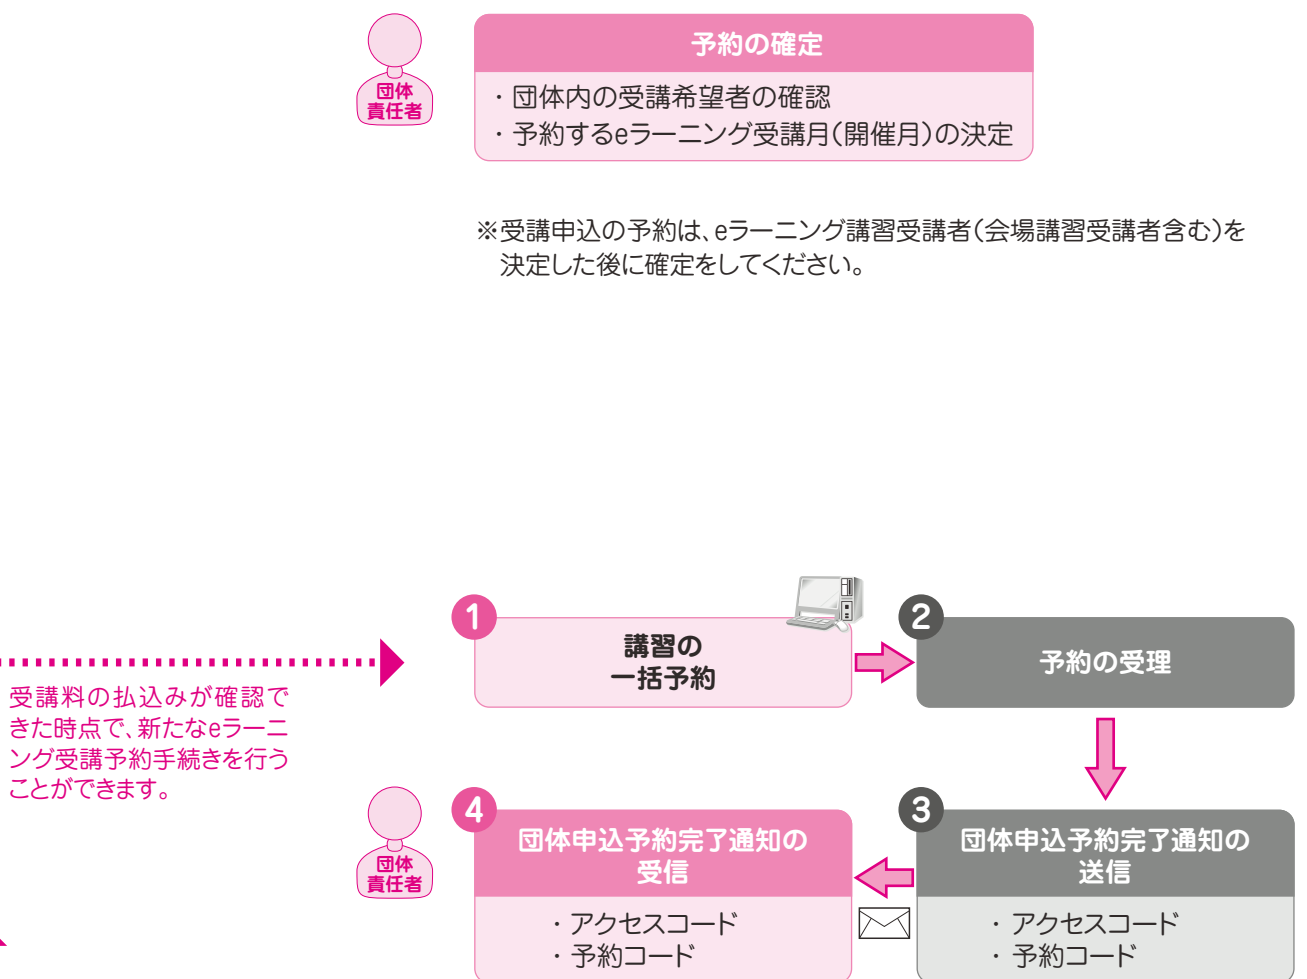 団体
責任者
予約の確定
・団体内の受講希望者の確認
・予約するeラーニング受講月（開催月）の決定
※受講申込の予約は、eラーニング講習受講者（会場講習受講者含む）を
決定した後に確定をしてください。
1
講習の
一括予約
2
予約の受理
受講料の払込みが確認で
きた時点で、新たなeラーニ
ング受講予約手続きを行う
ことができます。
団体
責任者
4
団体申込予約完了通知の
受信
・アクセスコード
・予約コード
3
団体申込予約完了通知の
送信
・アクセスコード
・予約コード